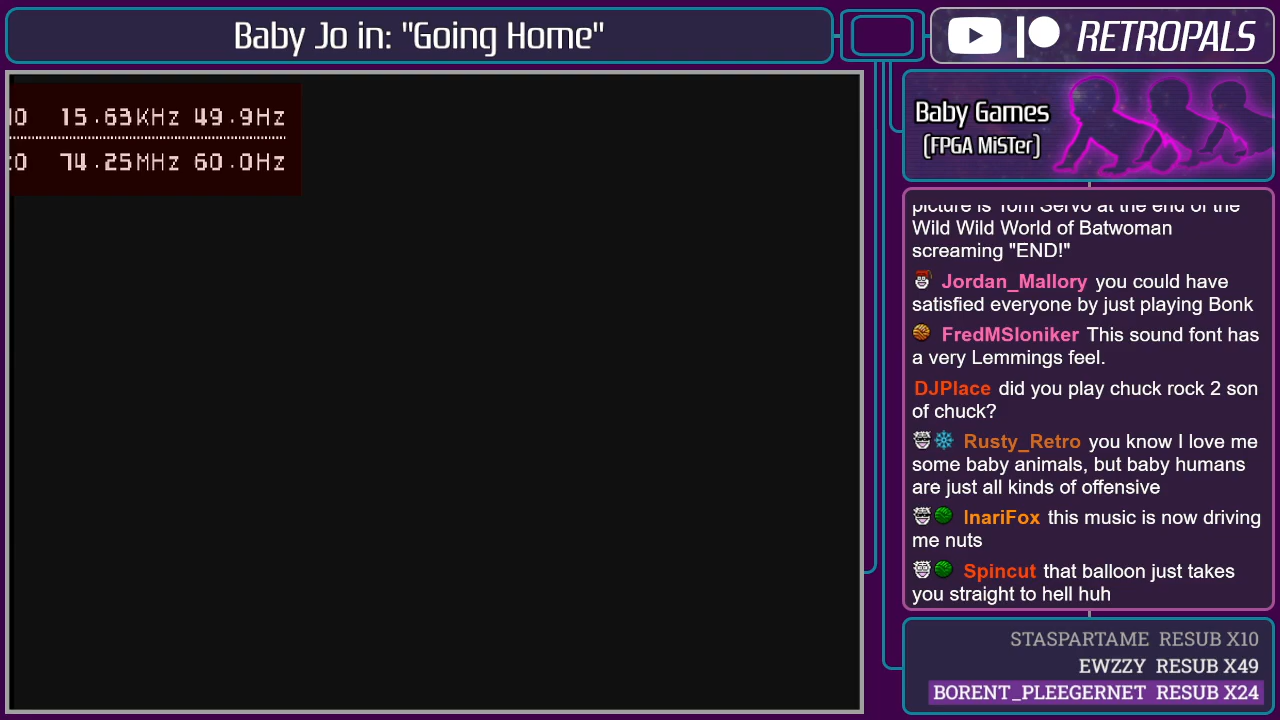 Baby Jo in: "Going Home"
RETROPALS
15.63KHz 49.9Hz
74.25MHz 60.0Hz
Baby Games
(FPGA MiSTer)
picture is Tom Servo at the end of the
Wild Wild World of Batwoman
screaming "END!"
Jordan_Mallory you could have
satisfied everyone by just playing Bonk
FredMSloniker This sound font has
a very Lemmings feel.
DJPlace did you play chuck rock 2 son
of chuck?
Rusty_Retro you know I love me
some baby animals, but baby humans
are just all kinds of offensive
InariFox this music is now driving
me nuts
Spincut that balloon just takes
you straight to hell huh
STASPARTAME RESUB X10
EWZZY RESUB X49
BORENT_PLEEGERNET RESUB X24